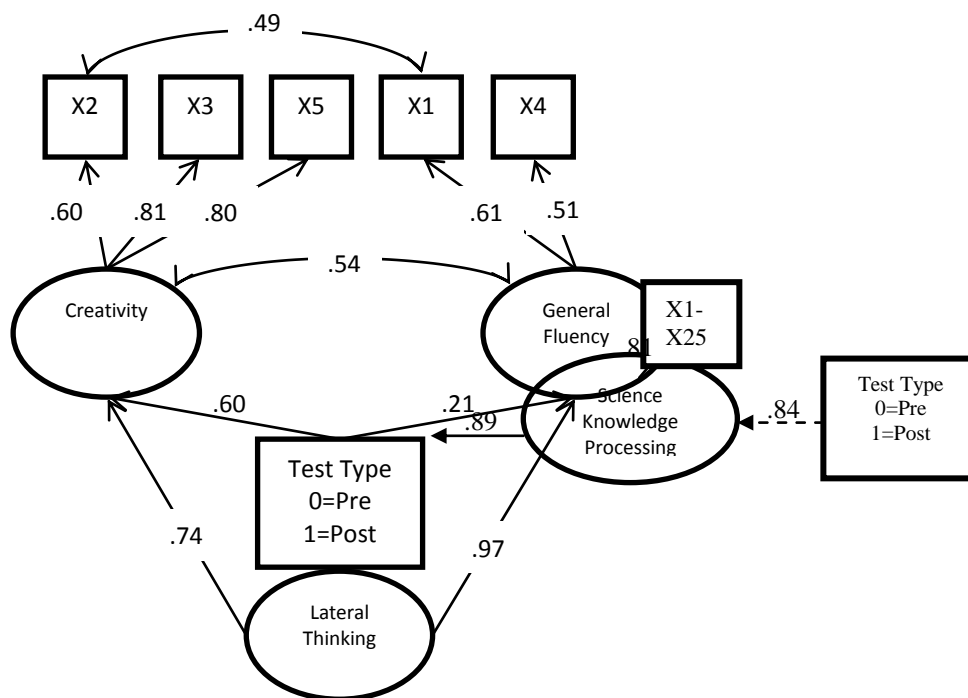 .49
X2
X3
X5
X1
X4
.60
.81
.80
.61
.51
.54
Creativity
General
Fluency
X1-
X25
.81
Science
Knowledge
Processing
.84
Test Type
0=Pre
1=Post
.60
.21
.89
Test Type
0=Pre
1=Post
.74
.97
Lateral
Thinking